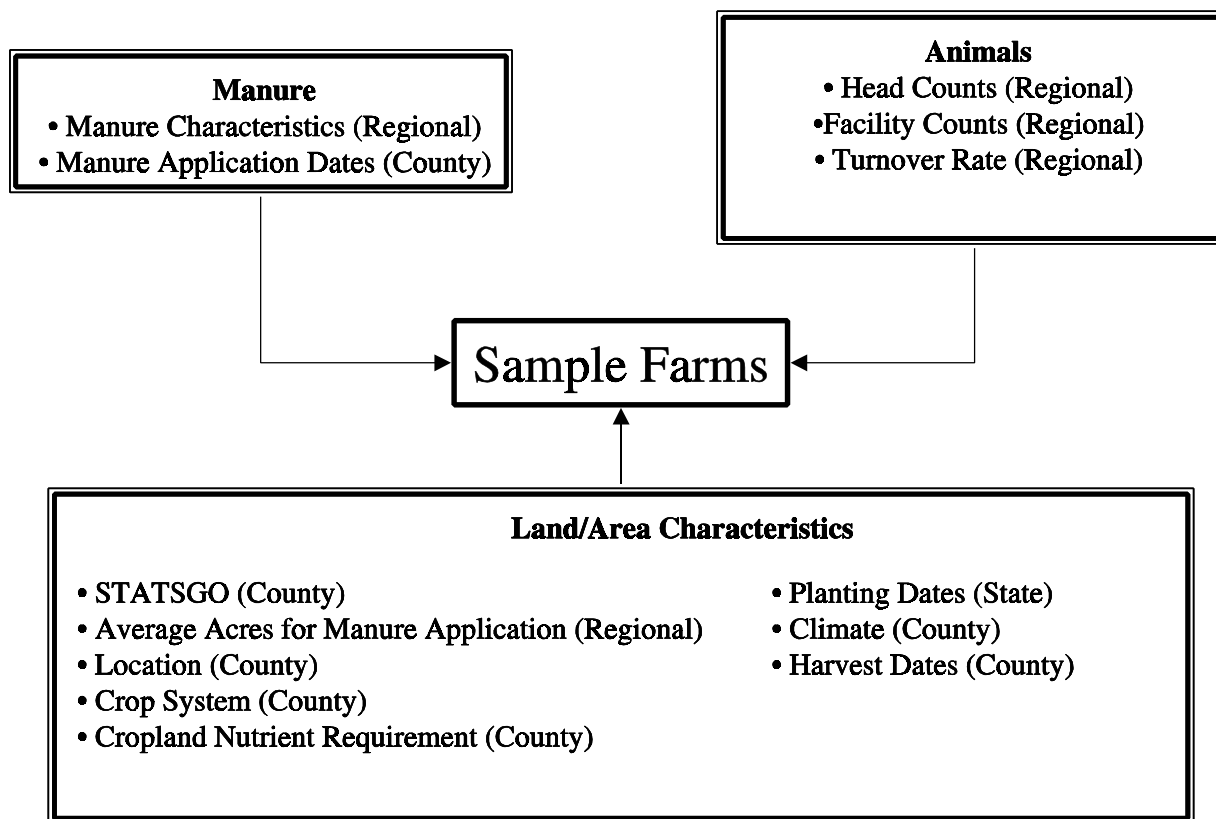 Manure
• Manure Characteristics (Regional)
• Manure Application Dates (County)
Animals
• Head Counts (Regional)
•Facility Counts (Regional)
• Turnover Rate (Regional)
Sample Farms
Land/Area Characteristics
• STATSGO (County)
• Average Acres for Manure Application (Regional)
• Location (County)
• Crop System (County)
• Cropland Nutrient Requirement (County)
• Planting Dates (State)
• Climate (County)
• Harvest Dates (County)